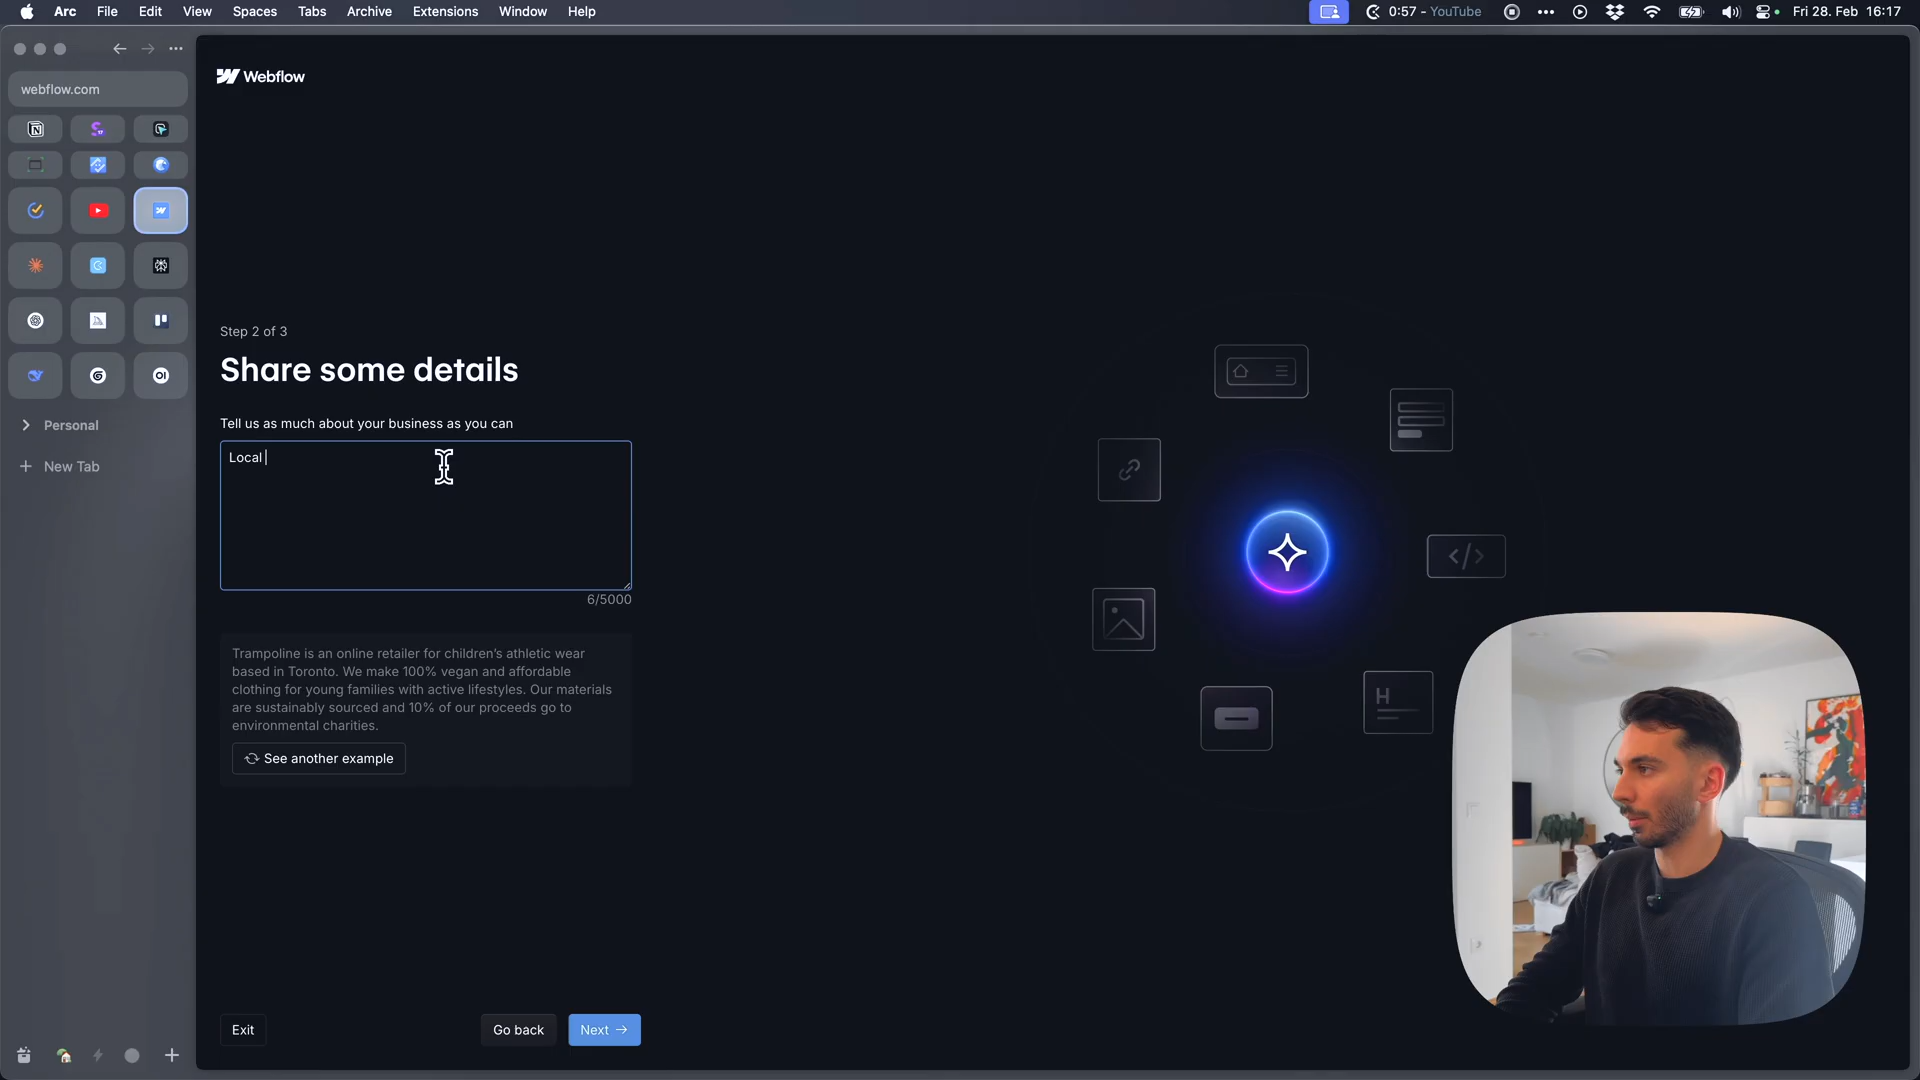 Arc File Edit View Spaces Tabs Archive Extensions Window Help 0:57 - YouTube Fri 28. Feb 16:17
webflow.com
Personal
New Tab
Webflow
Step 2 of 3
Share some details
Tell us as much about your business as you can
Local
6/5000
Trampoline is an online retailer for children’s athletic wear
based in Toronto. We make 100% vegan and affordable
clothing for young families with active lifestyles. Our materials
are sustainably sourced and 10% of our proceeds go to
environmental charities.
See another example
H
Exit Go back Next